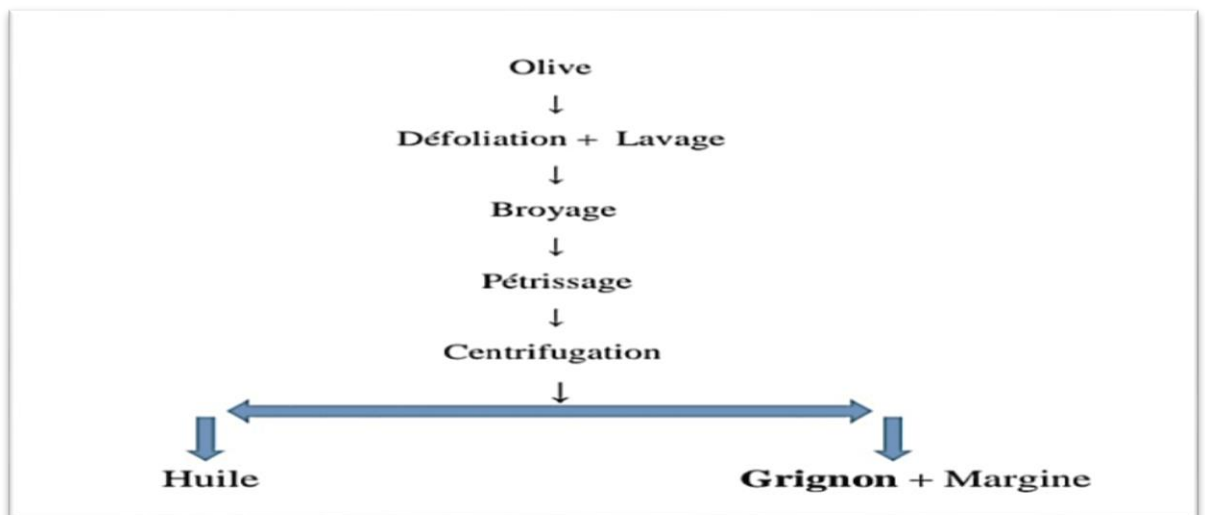 Olive
↓
Défoliation + Lavage
↓
Broyage
↓
Pétrissage
↓
Centrifugation
↓
Huile Grignon + Margine